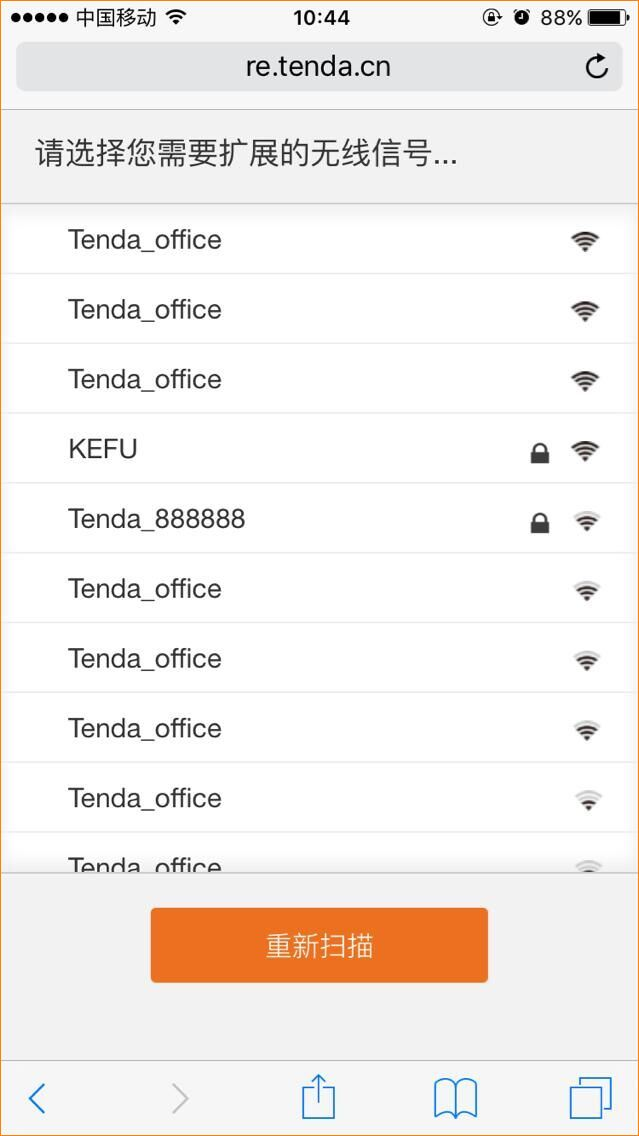 中国移动 10:44 88%
re.tenda.cn
请选择您需要扩展的无线信号...
Tenda_office
Tenda_office
Tenda_office
KEFU
Tenda_888888
Tenda_office
Tenda_office
Tenda_office
Tenda_office
Tenda_office
重新扫描